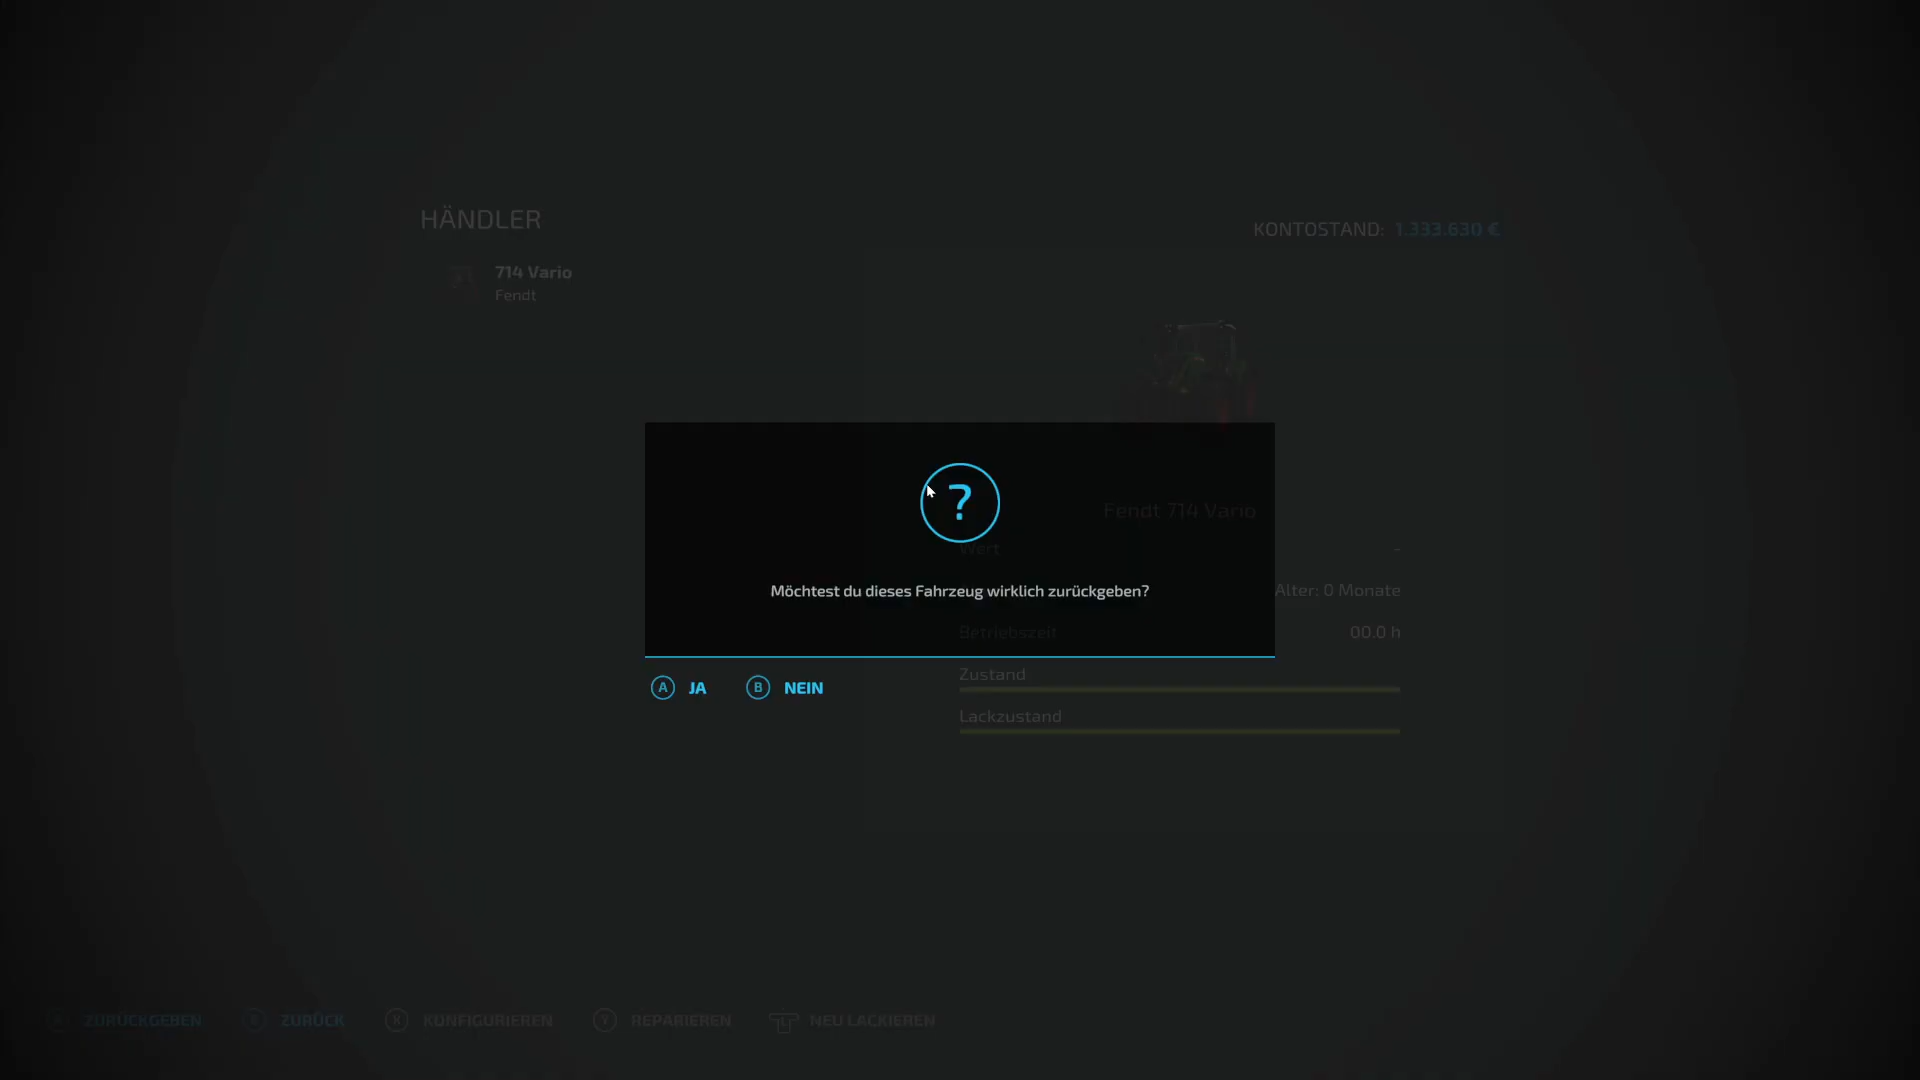 HÄNDLER
KONTOSTAND: 1.333.630 €
714 Vario
Fendt
?
Fendt 714 Vario
Wert -
Möchtest du dieses Fahrzeug wirklich zurückgeben?
Alter: 0 Monate
Betriebszeit 00.0 h
Zustand
A JA B NEIN
Lackzustand
ZURÜCKGEBEN ZURÜCK X KONFIGURIEREN Y REPARIEREN NEU LACKIEREN